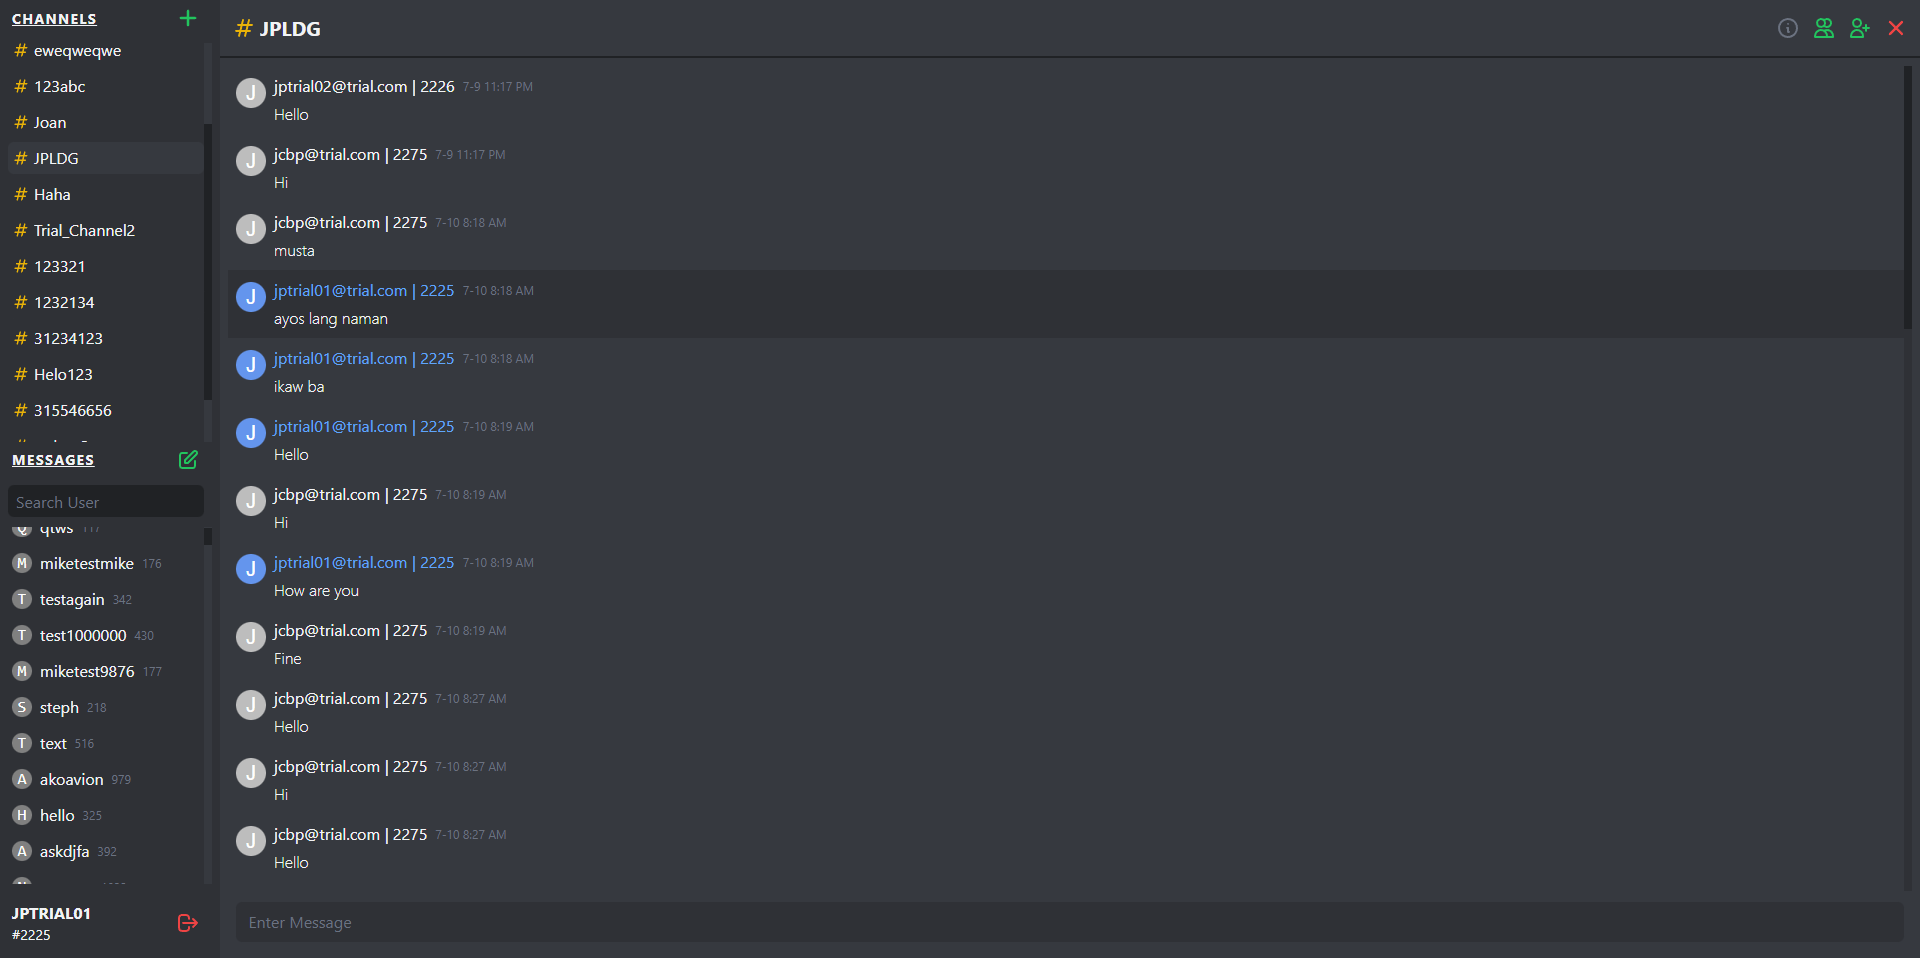 CHANNELS
# eweqweqwe
# 123abc
# Joan
# JPLDG
# Haha
# Trial_Channel2
# 123321
# 1232134
# 31234123
# Helo123
# 315546656
MESSAGES
Search User
Q qtws 117
M miketestmike 176
T testagain 342
T test1000000 430
M miketest9876 177
S steph 218
T text 516
A akoavion 979
H hello 325
A askdjfa 392
JPTRIAL01
#2225
# JPLDG
J jptrial02@trial.com | 2226 7-9 11:17 PM
Hello
J jcbp@trial.com | 2275 7-9 11:17 PM
Hi
J jcbp@trial.com | 2275 7-10 8:18 AM
musta
J jptrial01@trial.com | 2225 7-10 8:18 AM
ayos lang naman
J jptrial01@trial.com | 2225 7-10 8:18 AM
ikaw ba
J jptrial01@trial.com | 2225 7-10 8:19 AM
Hello
J jcbp@trial.com | 2275 7-10 8:19 AM
Hi
J jptrial01@trial.com | 2225 7-10 8:19 AM
How are you
J jcbp@trial.com | 2275 7-10 8:19 AM
Fine
J jcbp@trial.com | 2275 7-10 8:27 AM
Hello
J jcbp@trial.com | 2275 7-10 8:27 AM
Hi
J jcbp@trial.com | 2275 7-10 8:27 AM
Hello
Enter Message